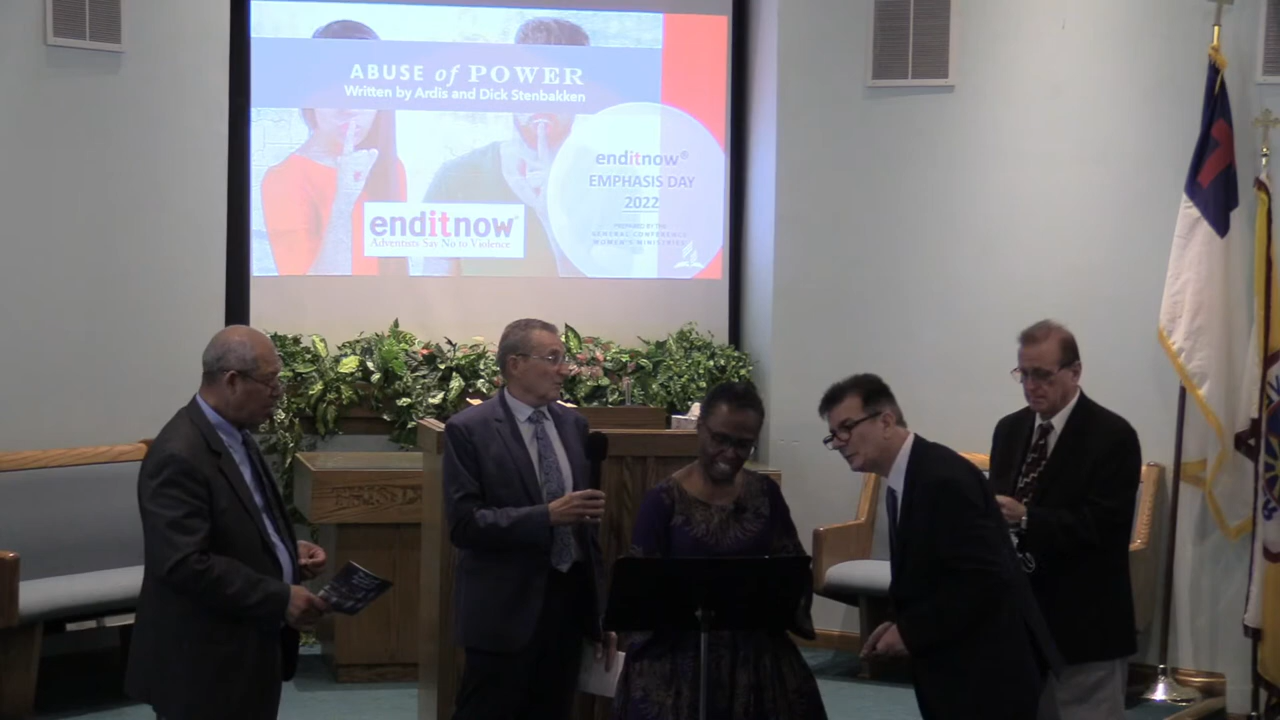 ABUSE of POWER
Written by Ardis and Dick Stenbakken
enditnow®
EMPHASIS DAY
2022
PREPARED BY THE
GENERAL CONFERENCE
WOMEN'S MINISTRIES
enditnow®
Adventists Say No to Violence